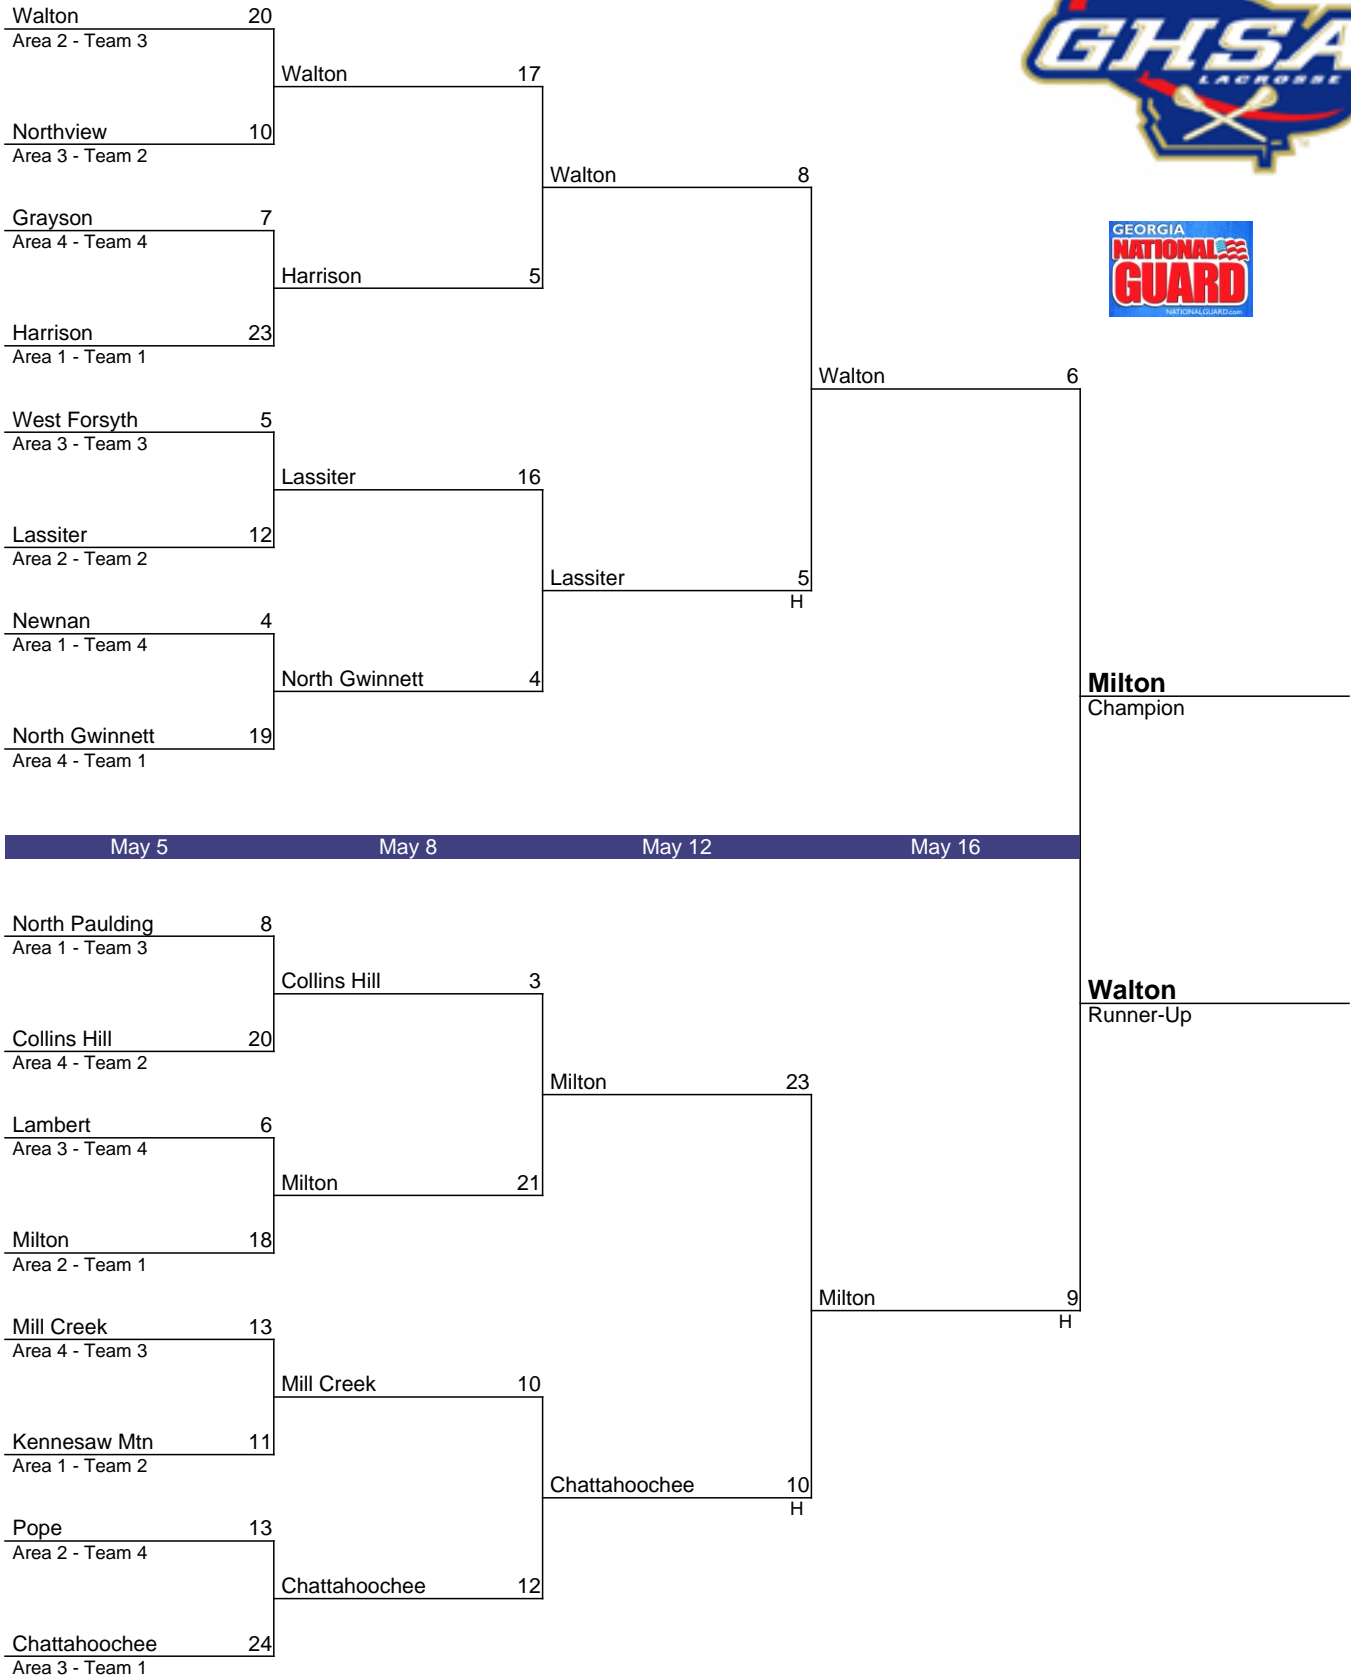 Walton 20
Area 2 - Team 3
Walton 17
Northview 10
Area 3 - Team 2
Walton 8
Grayson 7
Area 4 - Team 4
Harrison 5
Harrison 23
Area 1 - Team 1
Walton 6
West Forsyth 5
Area 3 - Team 3
Lassiter 16
Lassiter 12
Area 2 - Team 2
Lassiter 5
H
Newnan 4
Area 1 - Team 4
North Gwinnett 4
North Gwinnett 19
Area 4 - Team 1
GHSA
LACROSSE
TM
GEORGIA
NATIONAL
GUARD
NATIONALGUARD.com
Milton
Champion
May 5 May 8 May 12 May 16
North Paulding 8
Area 1 - Team 3
Collins Hill 3
Collins Hill 20
Area 4 - Team 2
Milton 23
Lambert 6
Area 3 - Team 4
Milton 21
Milton 18
Area 2 - Team 1
Milton 9
H
Mill Creek 13
Area 4 - Team 3
Mill Creek 10
Kennesaw Mtn 11
Area 1 - Team 2
Chattahoochee 10
H
Pope 13
Area 2 - Team 4
Chattahoochee 12
Chattahoochee 24
Area 3 - Team 1
Walton
Runner-Up